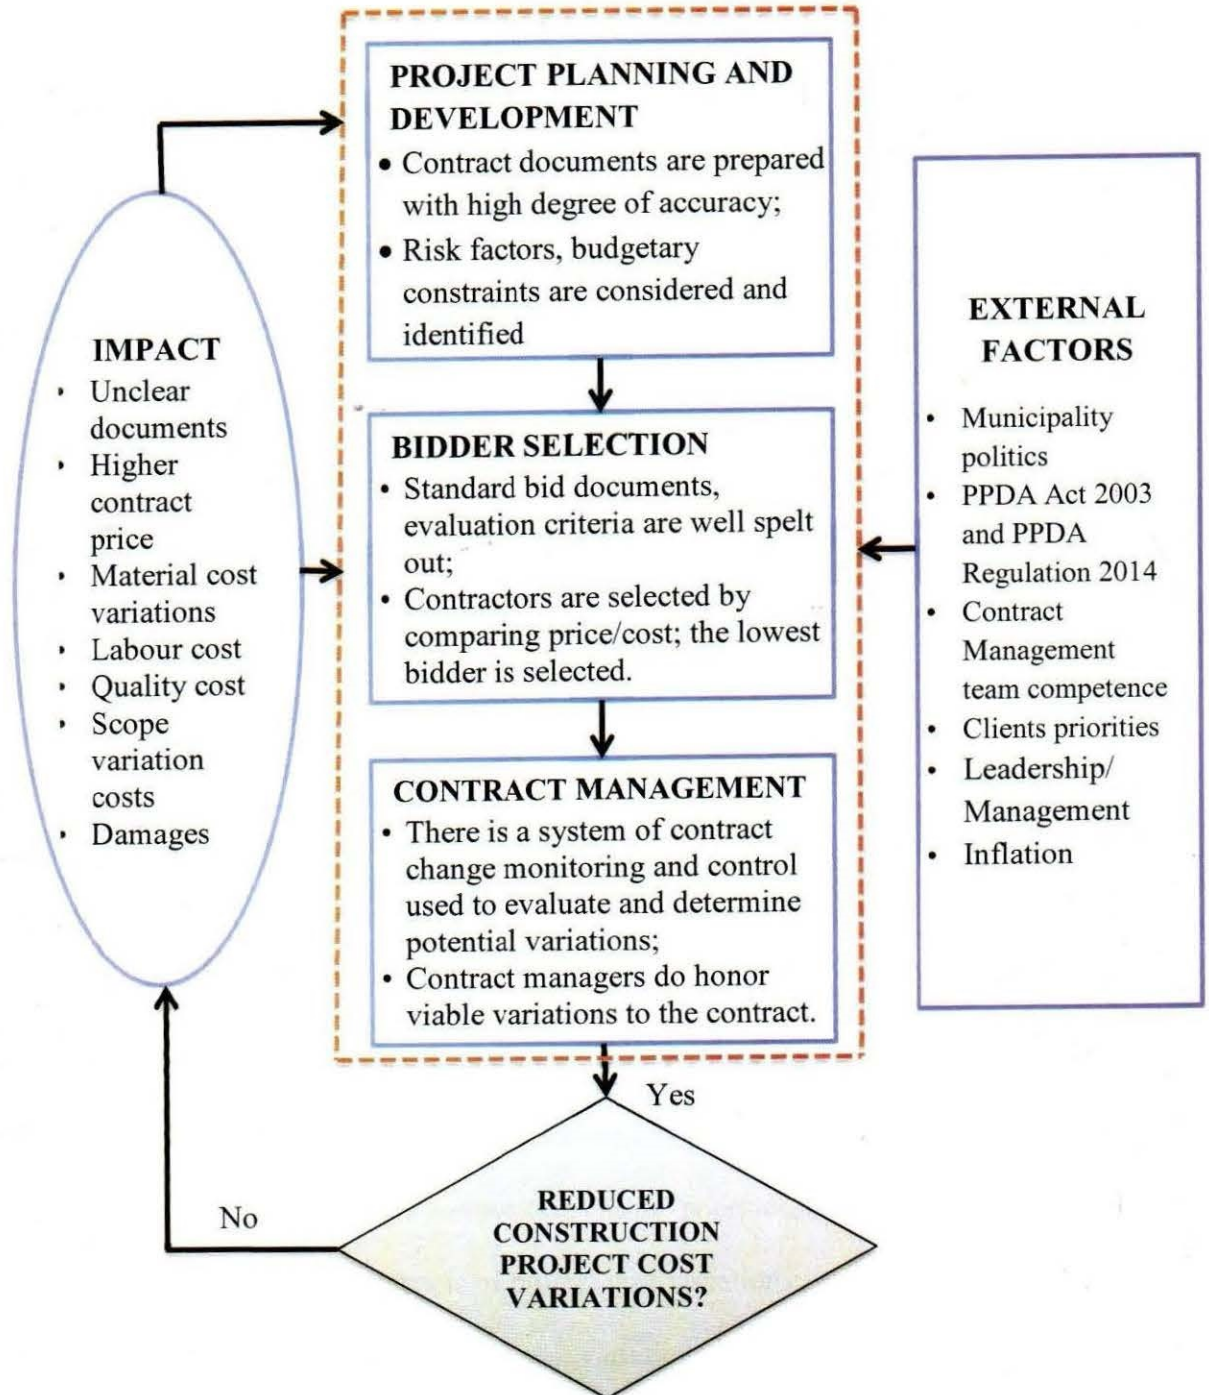 PROJECT PLANNING AND
DEVELOPMENT
• Contract documents are prepared
with high degree of accuracy;
• Risk factors, budgetary
constraints are considered and
identified
IMPACT
• Unclear
documents
• Higher
contract
price
• Material cost
variations
• Labour cost
• Quality cost
• Scope
variation
costs
• Damages
BIDDER SELECTION
• Standard bid documents,
evaluation criteria are well spelt
out;
• Contractors are selected by
comparing price/cost; the lowest
bidder is selected.
CONTRACT MANAGEMENT
• There is a system of contract
change monitoring and control
used to evaluate and determine
potential variations;
• Contract managers do honor
viable variations to the contract.
EXTERNAL
FACTORS
• Municipality
politics
• PPDA Act 2003
and PPDA
Regulation 2014
• Contract
Management
team competence
• Clients priorities
• Leadership/
Management
• Inflation
Yes
No
REDUCED
CONSTRUCTION
PROJECT COST
VARIATIONS?